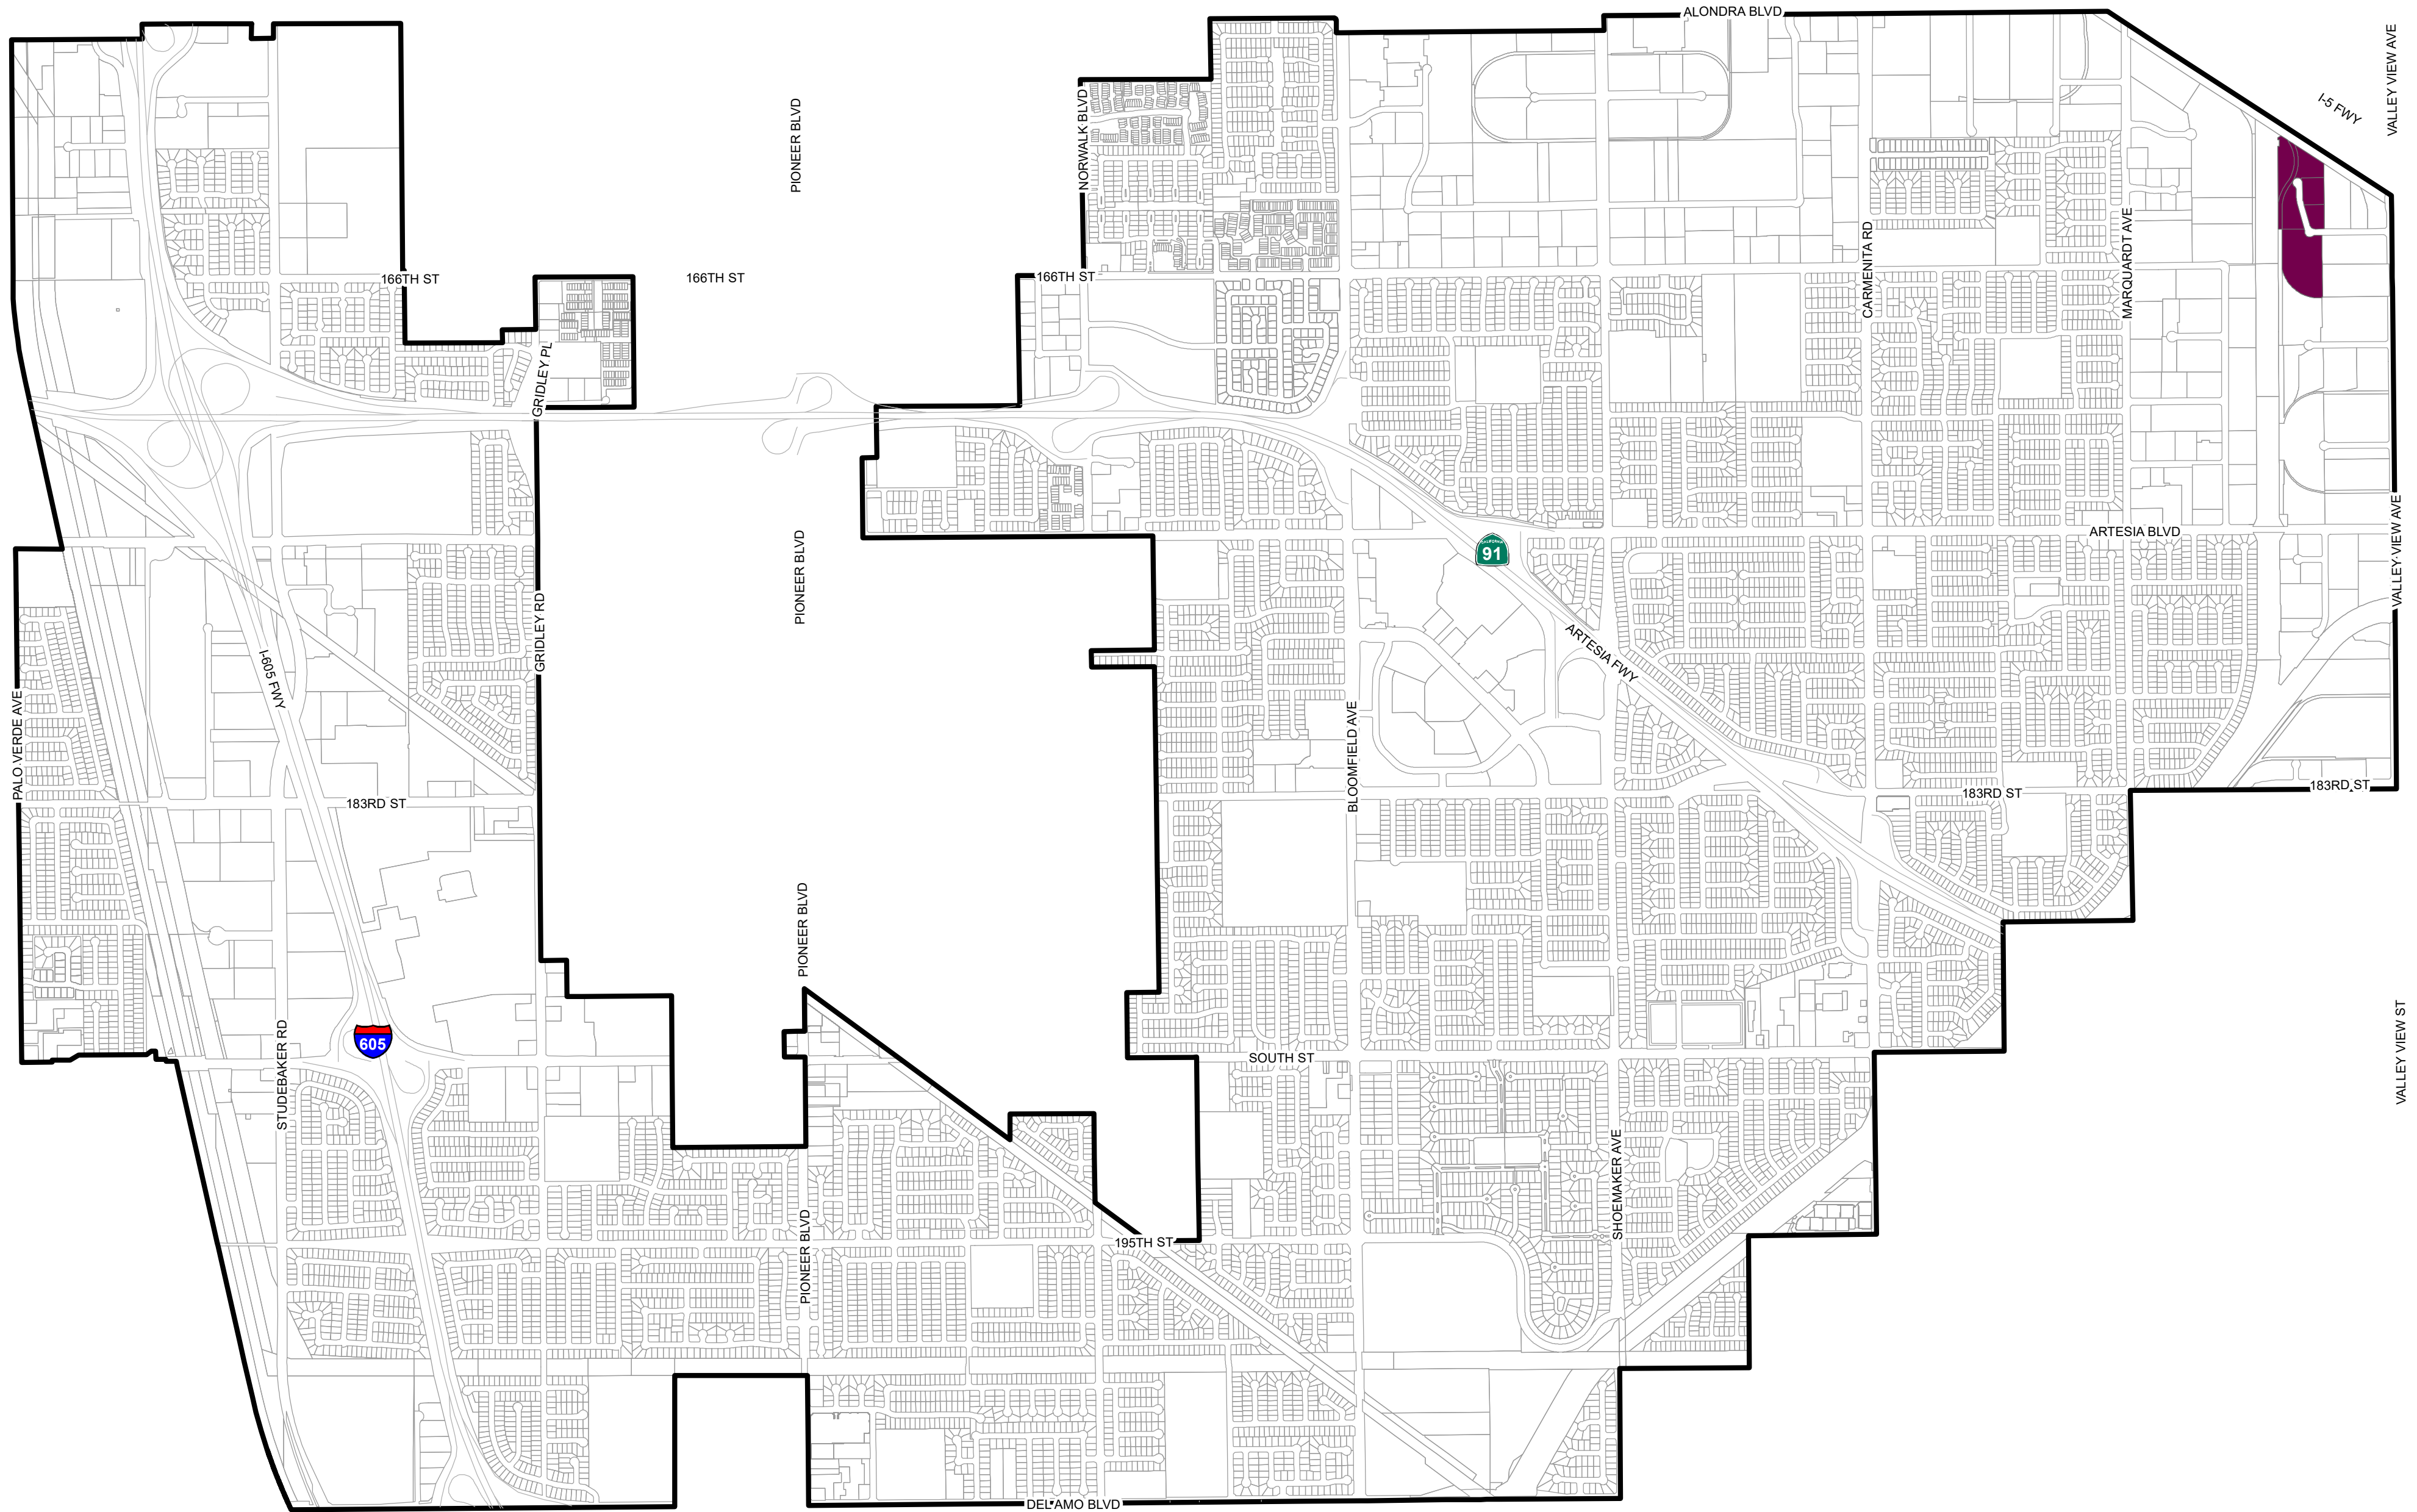 ALONDRA BLVD
VALLEY VIEW AVE
I-5 FWY
PIONEER BLVD
NORWALK BLVD
CARMENITA RD
MARQUARDT AVE
166TH ST
166TH ST
166TH ST
GRIDLEY PL
ARTESIA BLVD
VALLEY VIEW AVE
PIONEER BLVD
CALIFORNIA
91
GRIDLEY RD
ARTESIA FWY
I-605 FWY
PALO VERDE AVE
BLOOMFIELD AVE
183RD ST
183RD ST
183RD ST
PIONEER BLVD
STUDEBAKER RD
605
SOUTH ST
VALLEY VIEW ST
SHOEMAKER AVE
PIONEER BLVD
195TH ST
DEL AMO BLVD